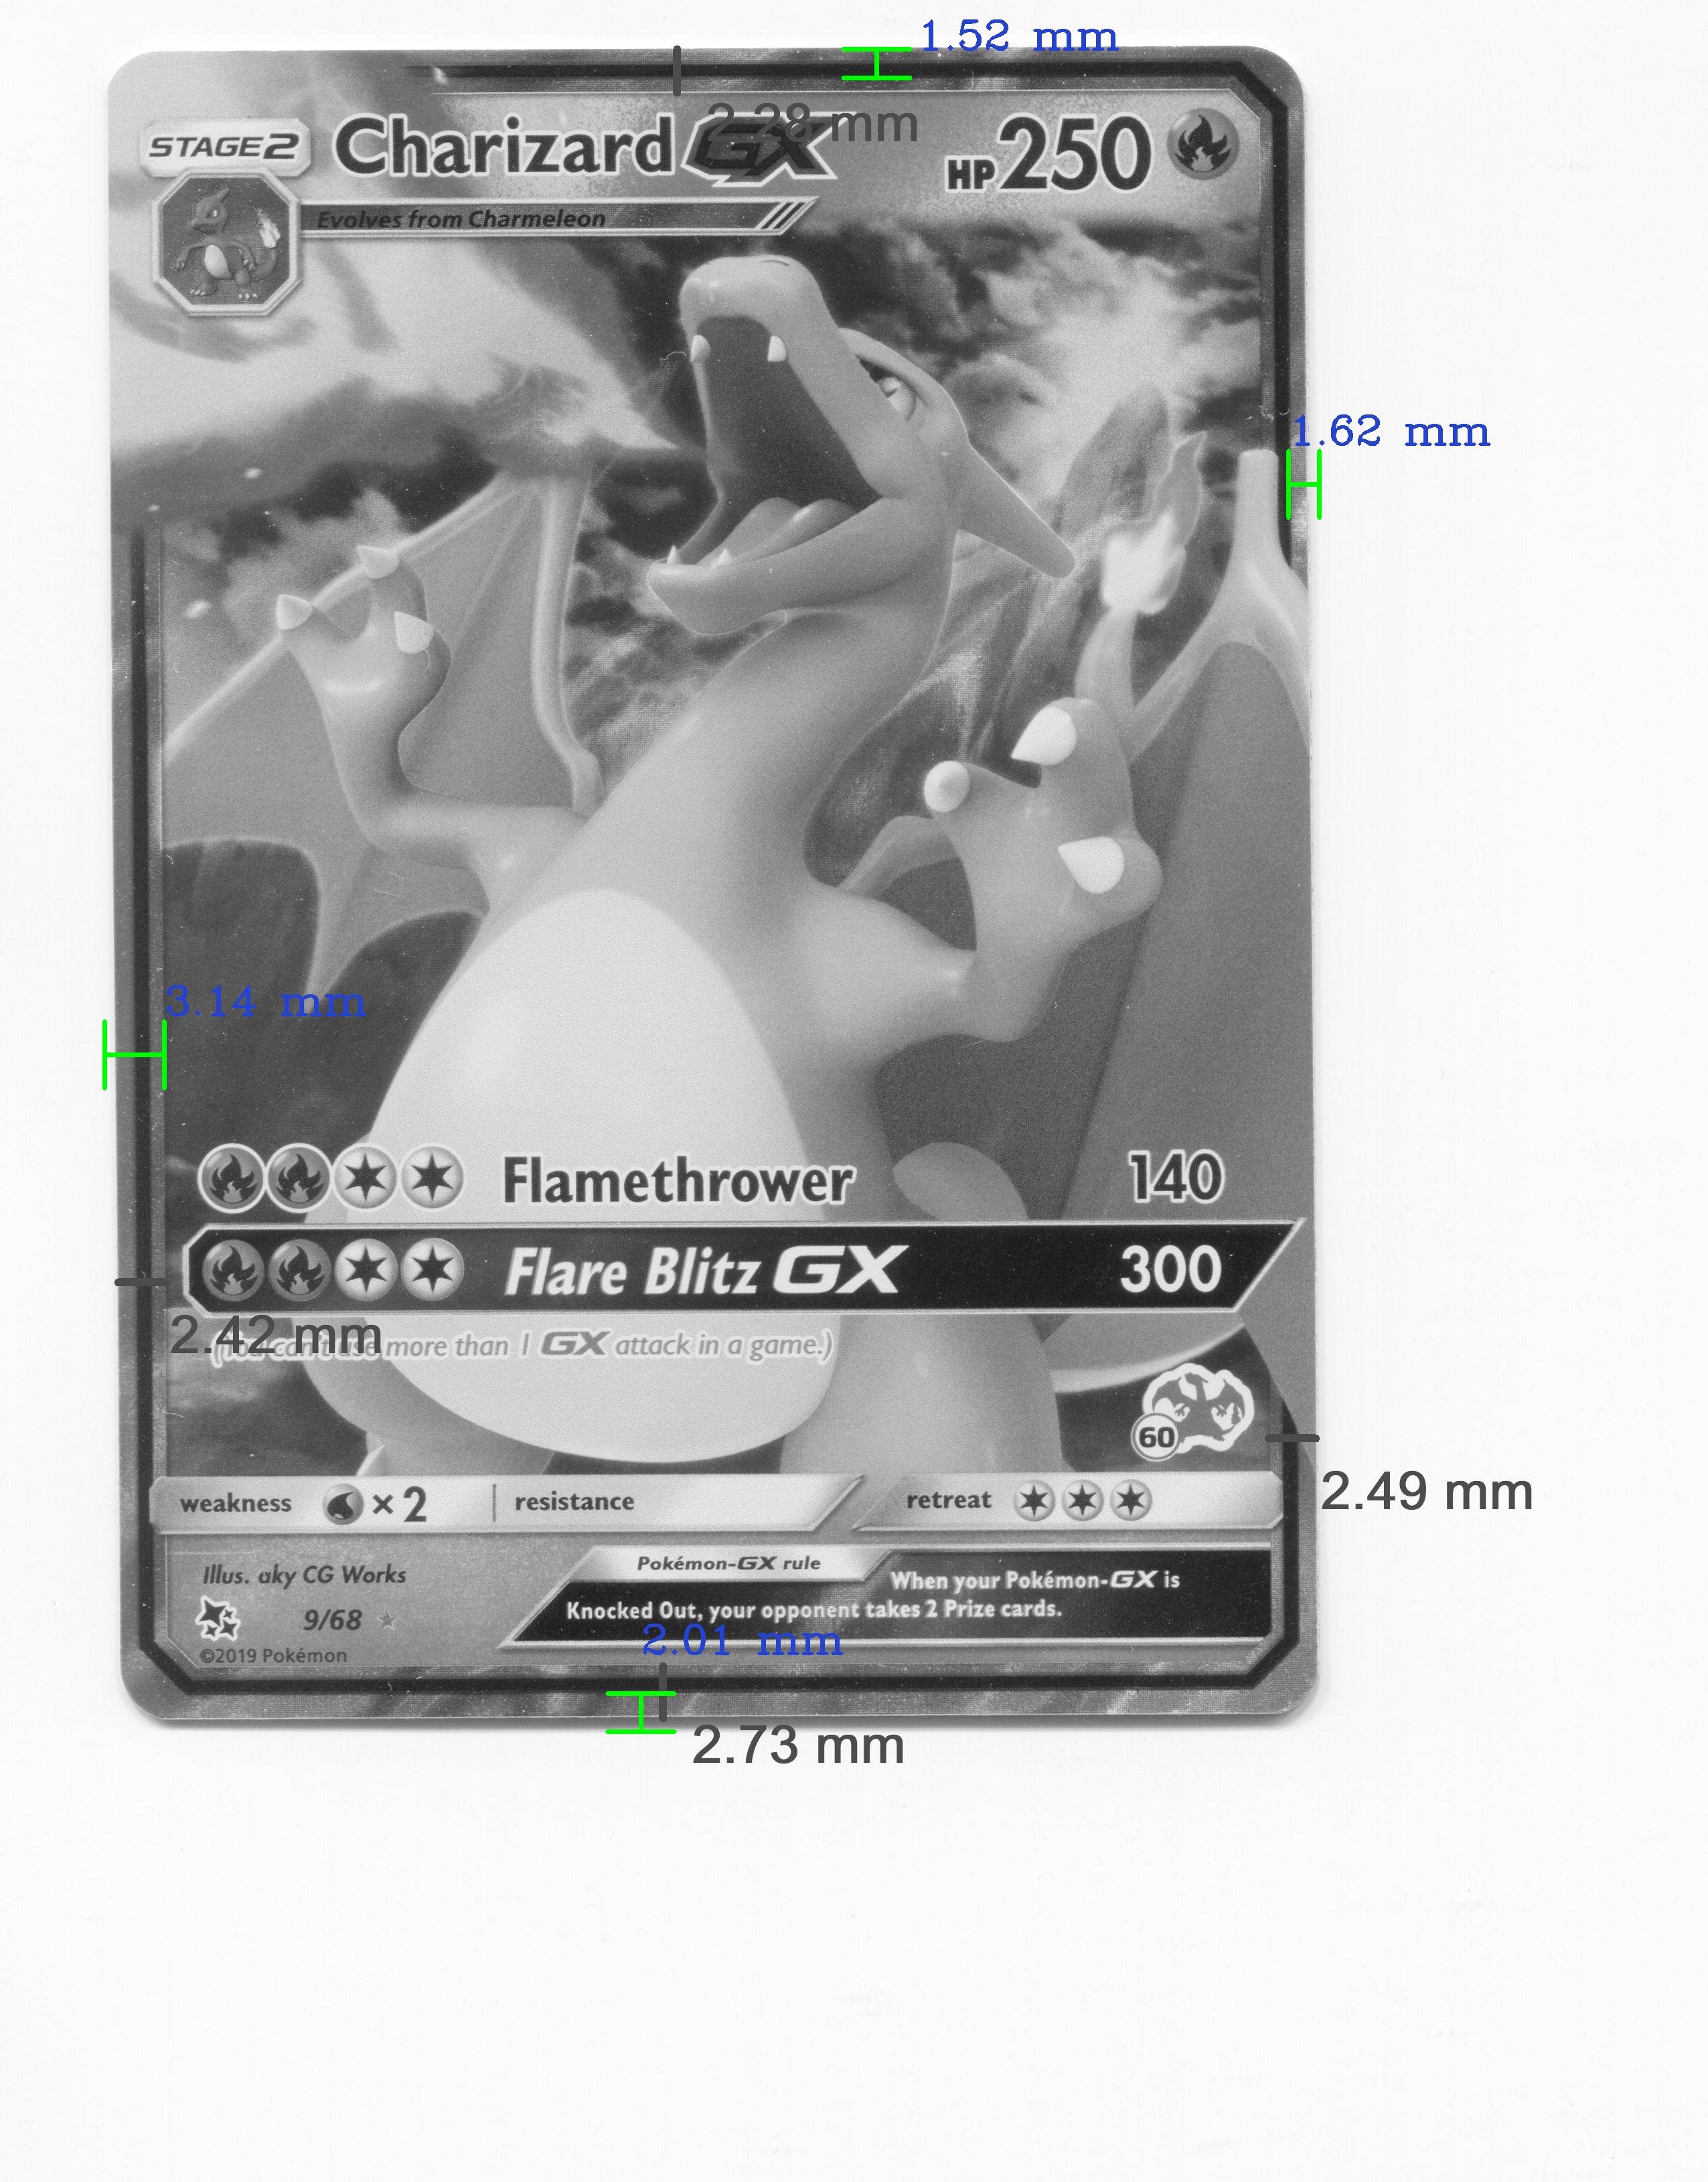 1.52 mm
2.28 mm
STAGE2 Charizard GX HP 250
Evolves from Charmeleon
1.62 mm
3.14 mm
Flamethrower 140
Flare Blitz GX 300
2.42 mm
(You can't use more than 1 GX attack in a game.)
60
2.49 mm
weakness ×2 resistance retreat
Illus. aky CG Works
Pokémon-GX rule
When your Pokémon-GX is
Knocked Out, your opponent takes 2 Prize cards.
9/68
2.01 mm
©2019 Pokémon
2.73 mm